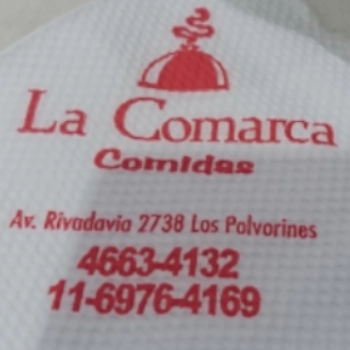 La Comarca
Comidas
Av. Rivadavia 2738 Los Polvorines
4663-4132
11-6976-4169